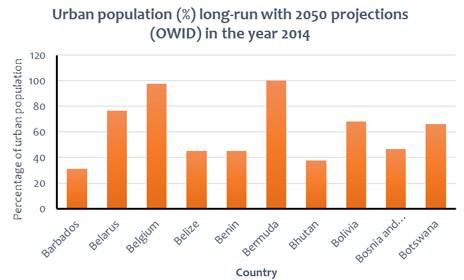 Urban population (%) long-run with 2050 projections
(OWID) in the year 2014
Percentage of urban population
120
100
80
60
40
20
0
Barbados
Belarus
Belgium
Belize
Benin
Bermuda
Bhutan
Bolivia
Bosnia and...
Botswana
Country